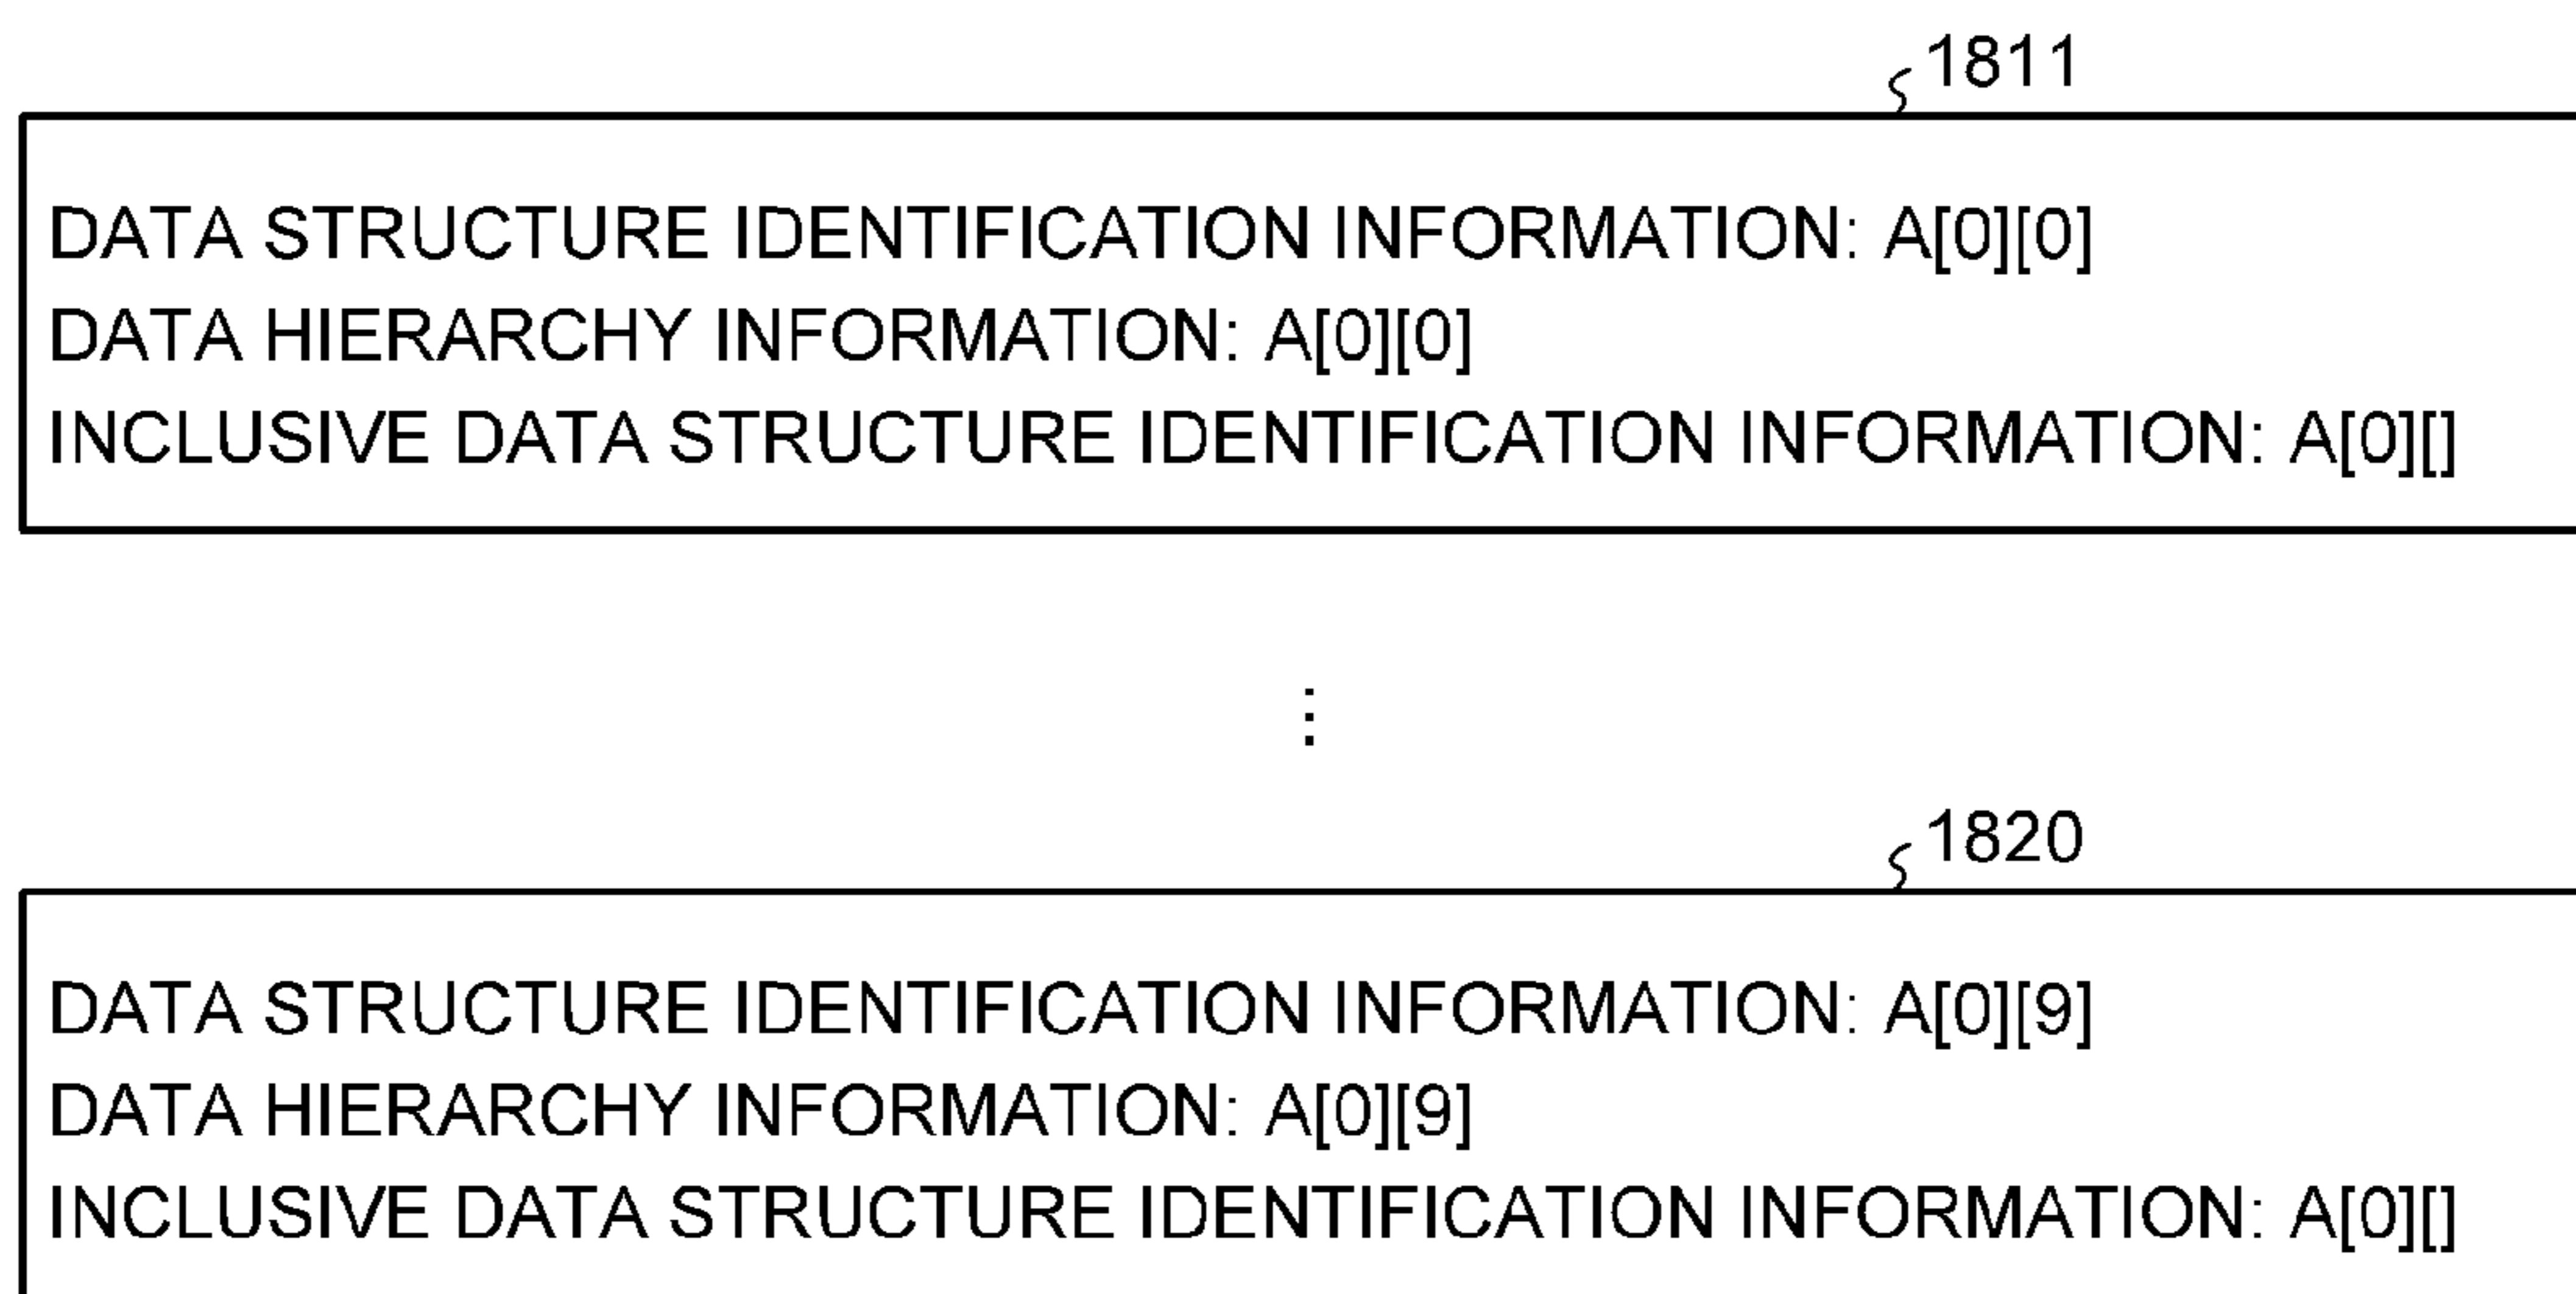 1811
DATA STRUCTURE IDENTIFICATION INFORMATION: A[0][0]
DATA HIERARCHY INFORMATION: A[0][0]
INCLUSIVE DATA STRUCTURE IDENTIFICATION INFORMATION: A[0][]
⋮
1820
DATA STRUCTURE IDENTIFICATION INFORMATION: A[0][9]
DATA HIERARCHY INFORMATION: A[0][9]
INCLUSIVE DATA STRUCTURE IDENTIFICATION INFORMATION: A[0][]